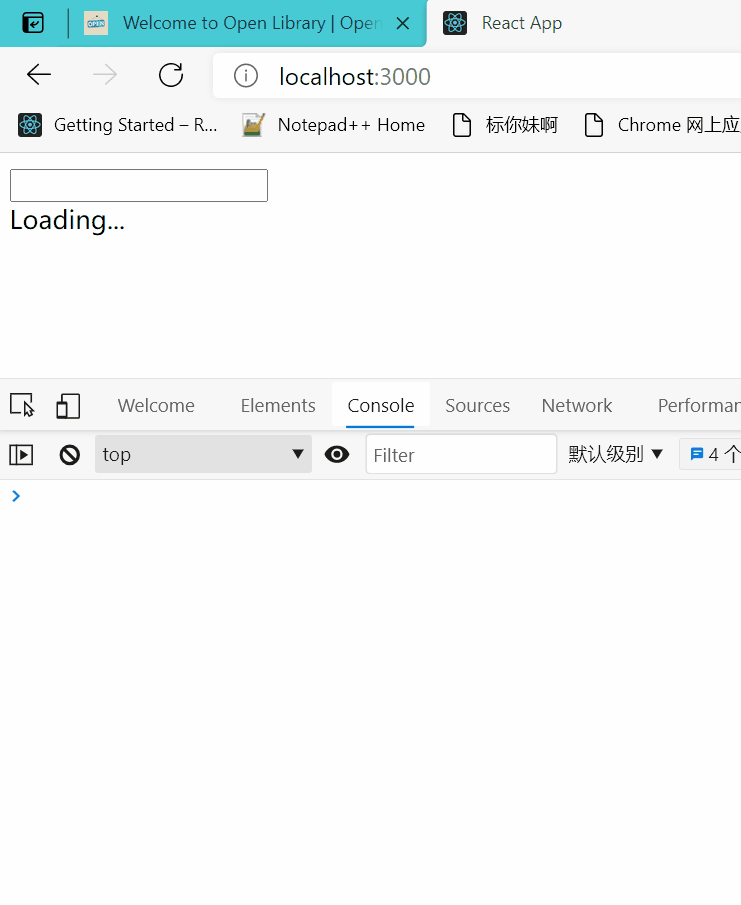 Welcome to Open Library | Open
React App
localhost:3000
Getting Started – R...
Notepad++ Home
标你妹啊
Chrome 网上应
Loading...
Welcome
Elements
Console
Sources
Network
Performan
top
Filter
默认级别
4 个